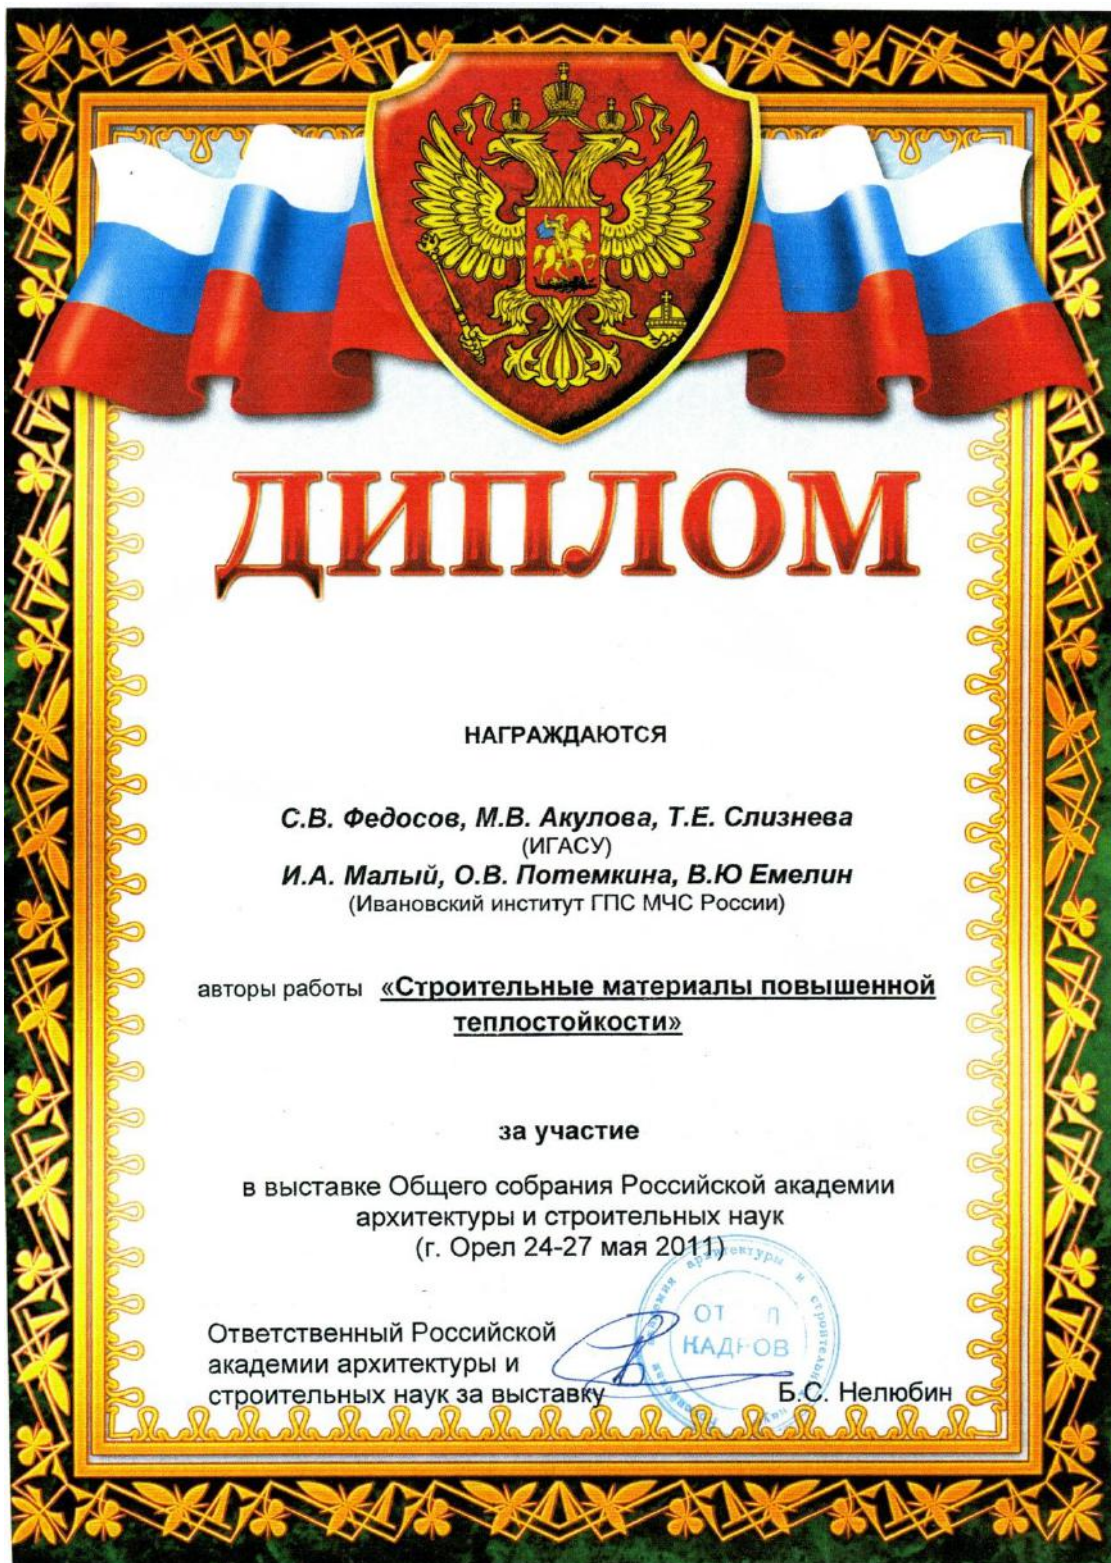 ДИПЛОМ
НАГРАЖДАЮТСЯ
С.В. Федосов, М.В. Акулова, Т.Е. Слизнева
(ИГАСУ)
И.А. Малый, О.В. Потемкина, В.Ю Емелин
(Ивановский институт ГПС МЧС России)
авторы работы «Строительные материалы повышенной
теплостойкости»
за участие
в выставке Общего собрания Российской академии
архитектуры и строительных наук
(г. Орел 24-27 мая 2011)
Ответственный Российской
академии архитектуры и
строительных наук за выставку
Б.С. Нелюбин
архитектуры и
КАДРОВ